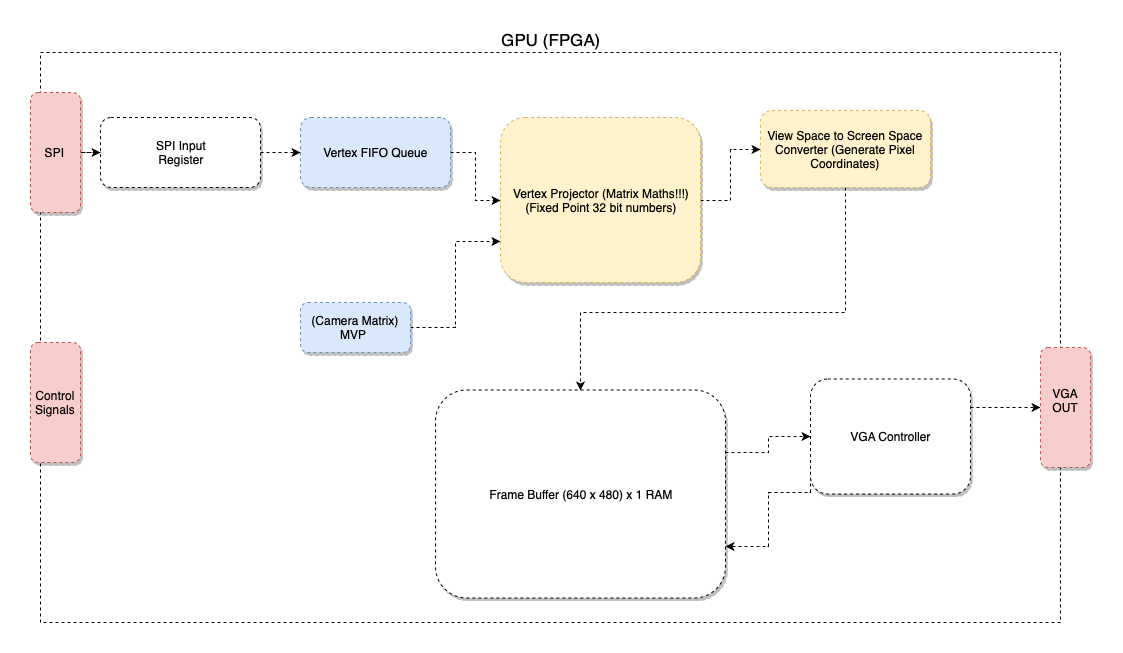 GPU (FPGA)
SPI
SPI Input
Register
Vertex FIFO Queue
Vertex Projector (Matrix Maths!!!)
(Fixed Point 32 bit numbers)
View Space to Screen Space
Converter (Generate Pixel
Coordinates)
(Camera Matrix)
MVP
Control
Signals
Frame Buffer (640 x 480) x 1 RAM
VGA Controller
VGA
OUT